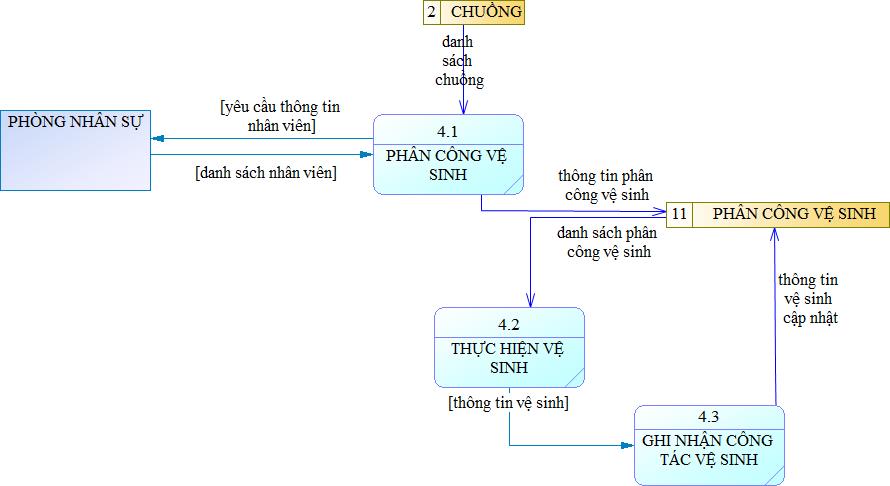 2 CHUỒNG
danh
sách
chuồng
[yêu cầu thông tin
nhân viên]
PHÒNG NHÂN SỰ
[danh sách nhân viên]
4.1
PHÂN CÔNG VỆ
SINH
thông tin phân
công vệ sinh
11 PHÂN CÔNG VỆ SINH
danh sách phân
công vệ sinh
thông tin
vệ sinh
cập nhật
4.2
THỰC HIỆN VỆ
SINH
[thông tin vệ sinh]
4.3
GHI NHẬN CÔNG
TÁC VỆ SINH